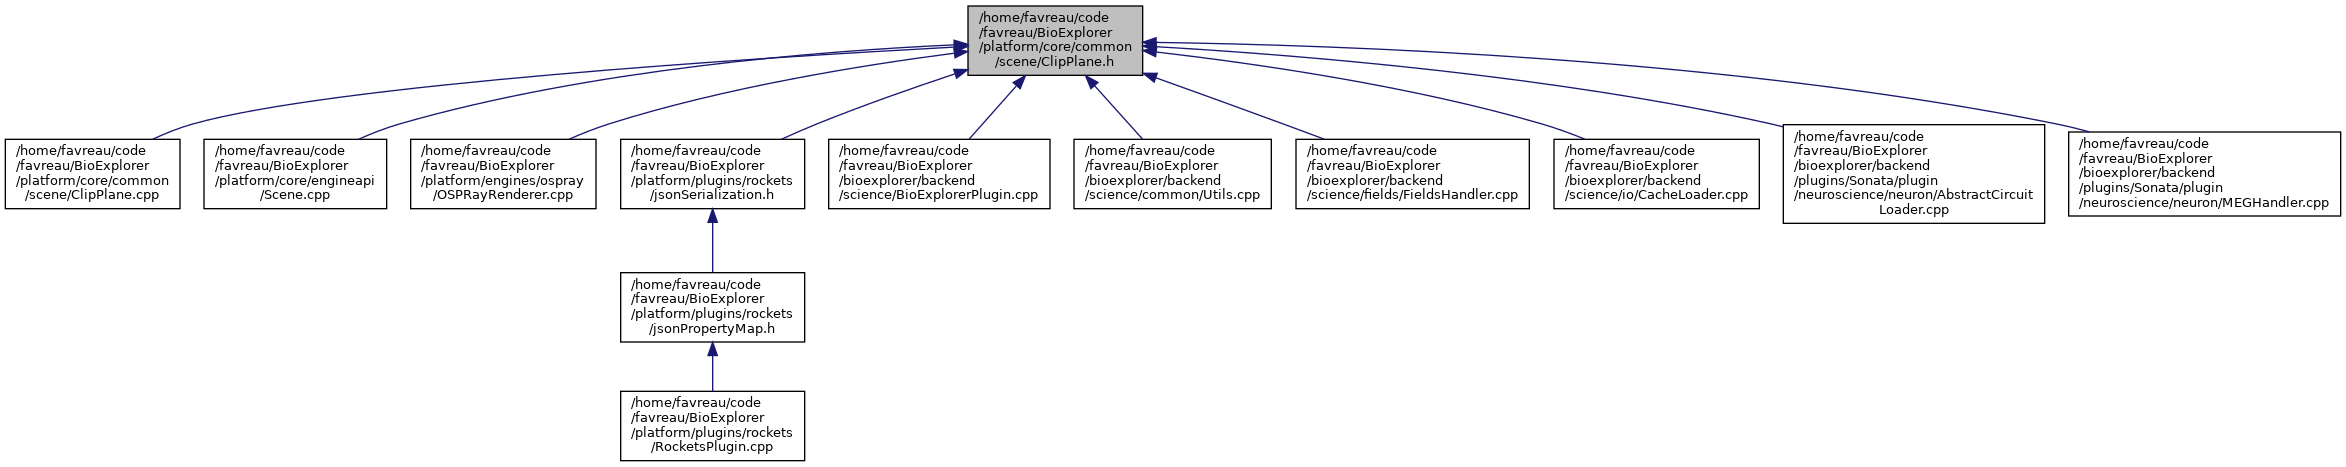 /home/favreau/code
/favreau/BioExplorer
/platform/core/common
/scene/ClipPlane.h
/home/favreau/code
/favreau/BioExplorer
/platform/core/common
/scene/ClipPlane.cpp
/home/favreau/code
/favreau/BioExplorer
/platform/core/engineapi
/Scene.cpp
/home/favreau/code
/favreau/BioExplorer
/platform/engines/ospray
/OSPRayRenderer.cpp
/home/favreau/code
/favreau/BioExplorer
/platform/plugins/rockets
/jsonSerialization.h
/home/favreau/code
/favreau/BioExplorer
/bioexplorer/backend
/science/BioExplorerPlugin.cpp
/home/favreau/code
/favreau/BioExplorer
/bioexplorer/backend
/science/common/Utils.cpp
/home/favreau/code
/favreau/BioExplorer
/bioexplorer/backend
/science/fields/FieldsHandler.cpp
/home/favreau/code
/favreau/BioExplorer
/bioexplorer/backend
/science/io/CacheLoader.cpp
/home/favreau/code
/favreau/BioExplorer
/bioexplorer/backend
/plugins/Sonata/plugin
/neuroscience/neuron/AbstractCircuit
Loader.cpp
/home/favreau/code
/favreau/BioExplorer
/bioexplorer/backend
/plugins/Sonata/plugin
/neuroscience/neuron/MEGHandler.cpp
/home/favreau/code
/favreau/BioExplorer
/platform/plugins/rockets
/jsonPropertyMap.h
/home/favreau/code
/favreau/BioExplorer
/platform/plugins/rockets
/RocketsPlugin.cpp